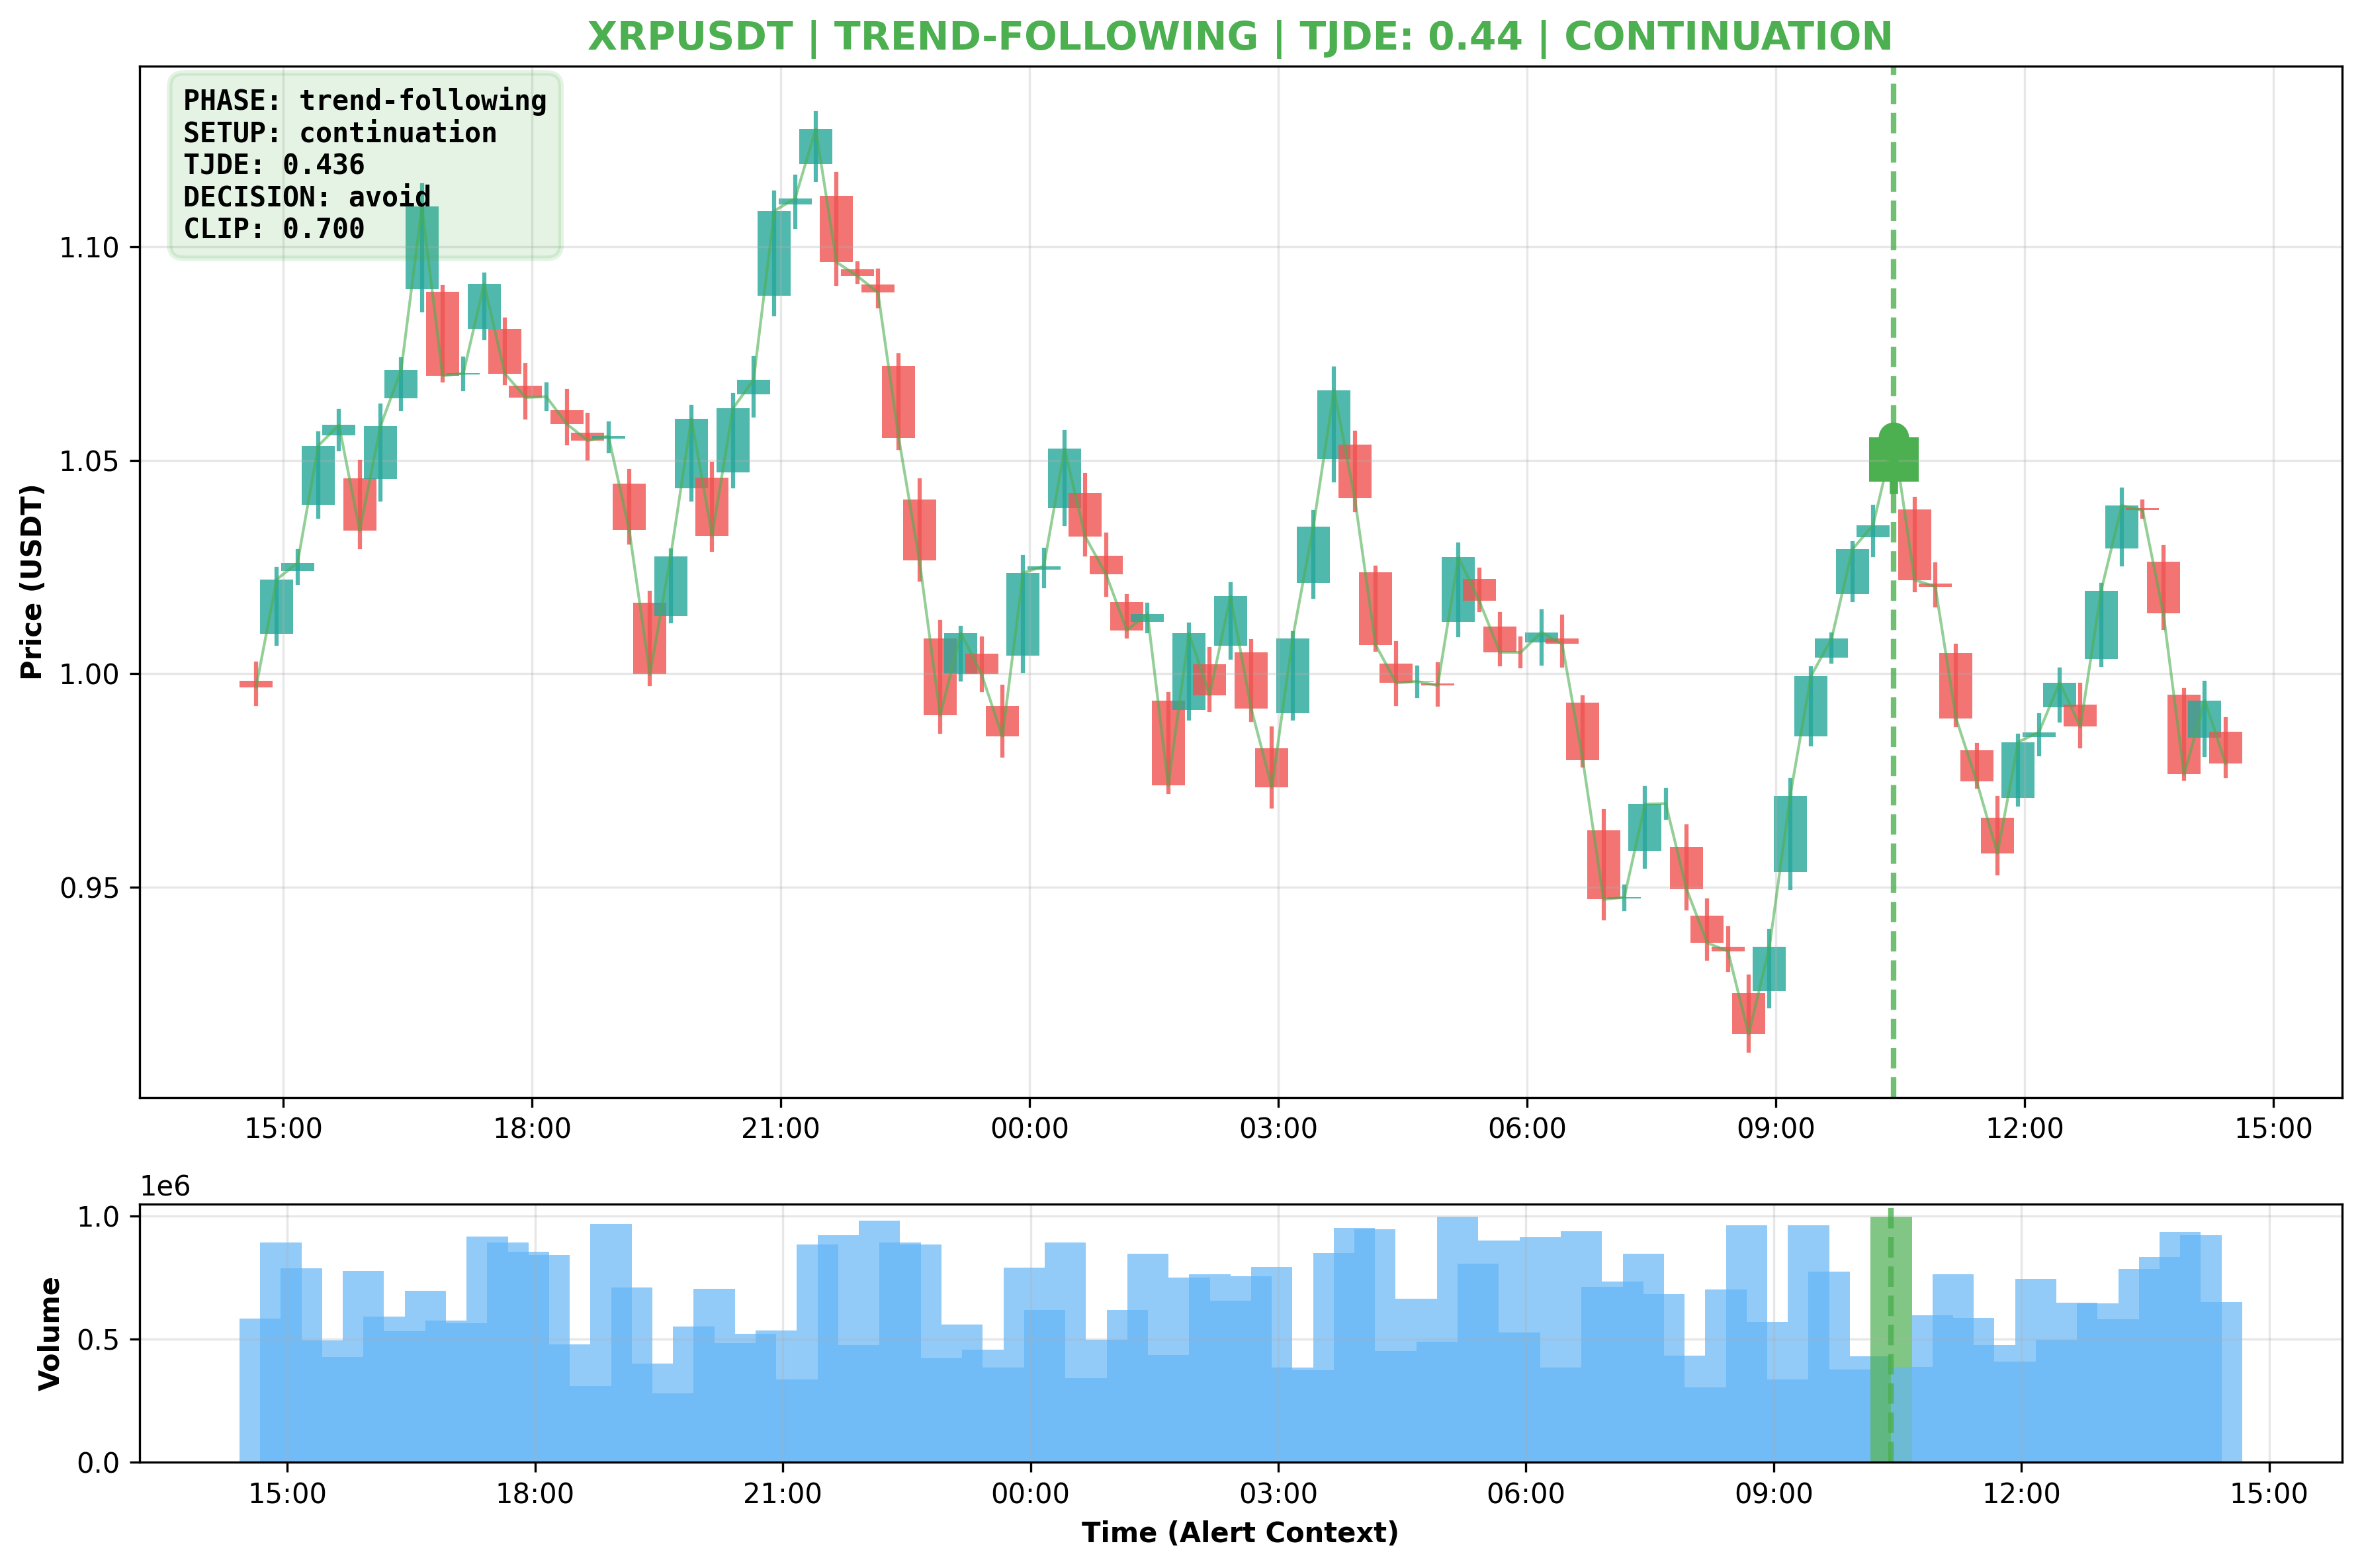 XRPUSDT | TREND-FOLLOWING | TJDE: 0.44 | CONTINUATION
PHASE: trend-following
SETUP: continuation
TJDE: 0.436
DECISION: avoid
CLIP: 0.700
Price (USDT)
1.10
1.05
1.00
0.95
15:00 18:00 21:00 00:00 03:00 06:00 09:00 12:00 15:00
1e6
Volume
1.0
0.5
0.0
15:00 18:00 21:00 00:00 03:00 06:00 09:00 12:00 15:00
Time (Alert Context)